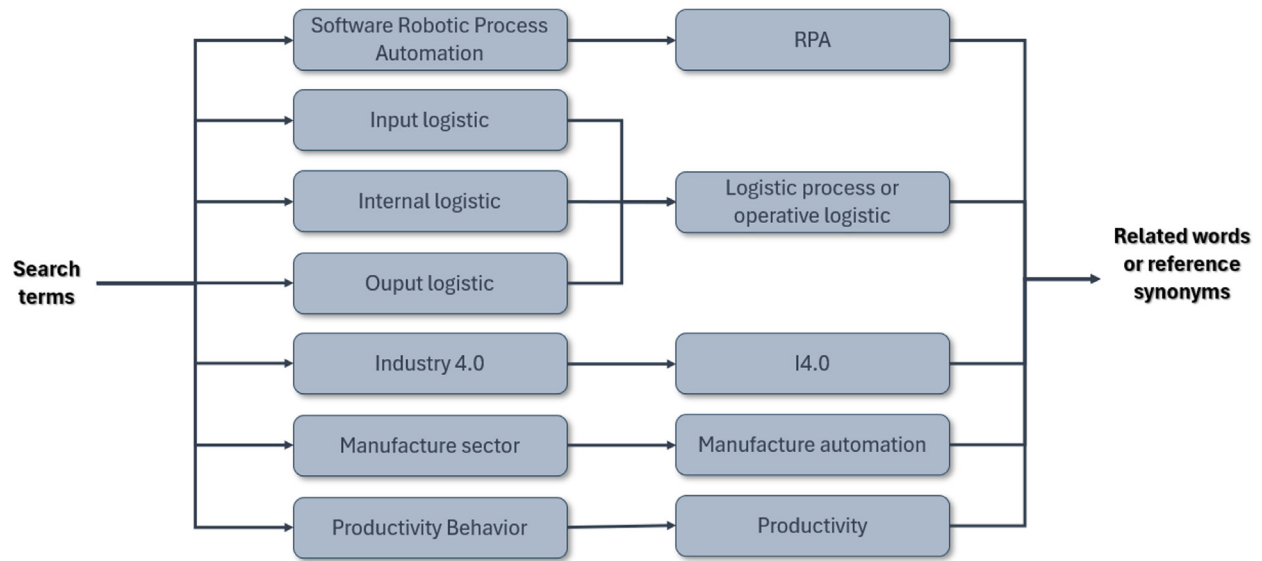 Search
terms
Software Robotic Process
Automation
Input logistic
Internal logistic
Ouput logistic
Industry 4.0
Manufacture sector
Productivity Behavior
RPA
Logistic process or
operative logistic
I4.0
Manufacture automation
Productivity
Related words
or reference
synonyms